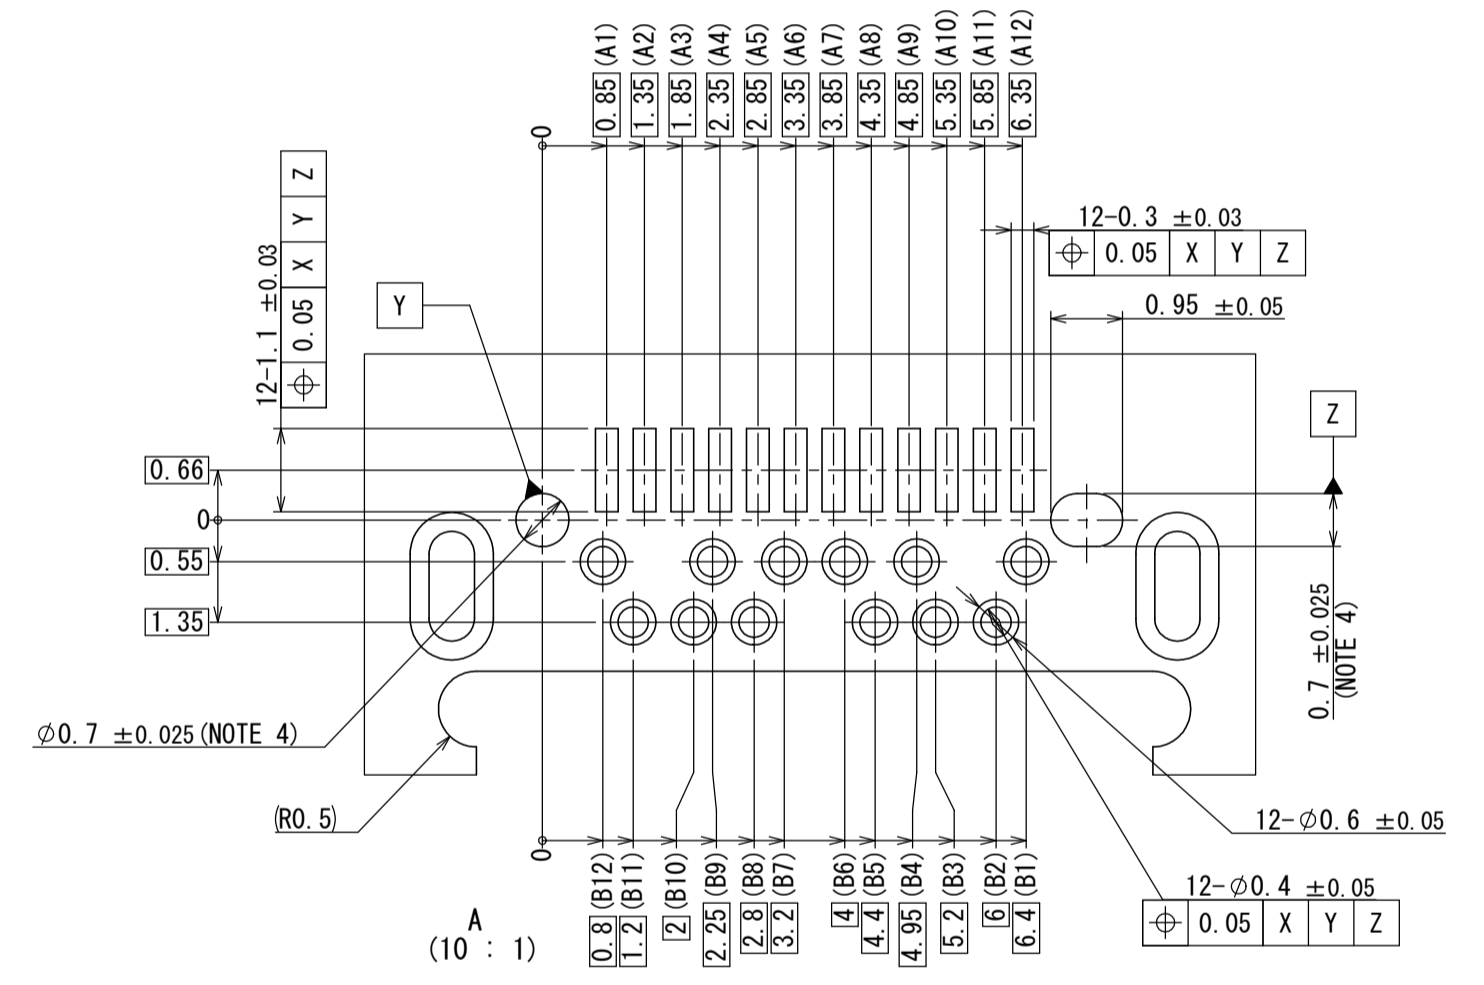 0
0.85 (A1)
1.35 (A2)
1.85 (A3)
2.35 (A4)
2.85 (A5)
3.35 (A6)
3.85 (A7)
4.35 (A8)
4.85 (A9)
5.35 (A10)
5.85 (A11)
6.35 (A12)
12-1.1 ±0.03
⌖ 0.05 X Y Z
12-0.3 ±0.03
⌖ 0.05 X Y Z
0.95 ±0.05
Y
Z
0.66
0
0.55
1.35
0.7 ±0.025
(NOTE 4)
∅0.7 ±0.025(NOTE 4)
(R0.5)
12-∅0.6 ±0.05
12-∅0.4 ±0.05
⌖ 0.05 X Y Z
0
0.8 (B12)
1.2 (B11)
2 (B10)
2.25 (B9)
2.8 (B8)
3.2 (B7)
4 (B6)
4.4 (B5)
4.95 (B4)
5.2 (B3)
6 (B2)
6.4 (B1)
A
(10 : 1)